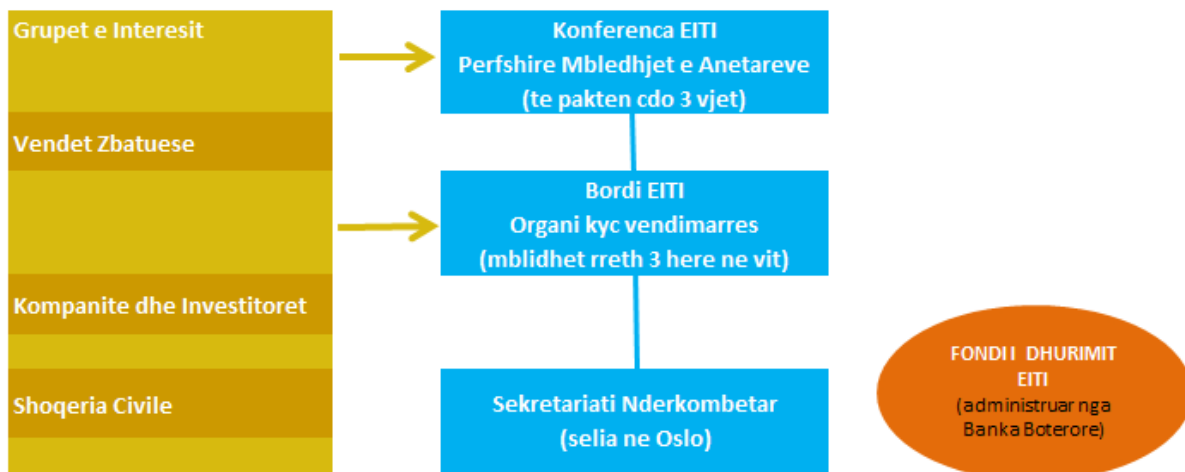 Grupet e Interesit
Vendet Zbatuese
Kompanite dhe Investitoret
Shoqeria Civile
Konferenca EITI
Perfshire Mbledhjet e Anetareve
(te pakten cdo 3 vjet)
Bordi EITI
Organi kyc vendimarres
(mblidhet rreth 3 here ne vit)
Sekretariati Nderkombetar
(selia ne Oslo)
FONDI I DHURIMIT
EITI
(administruar nga
Banka Boterore)